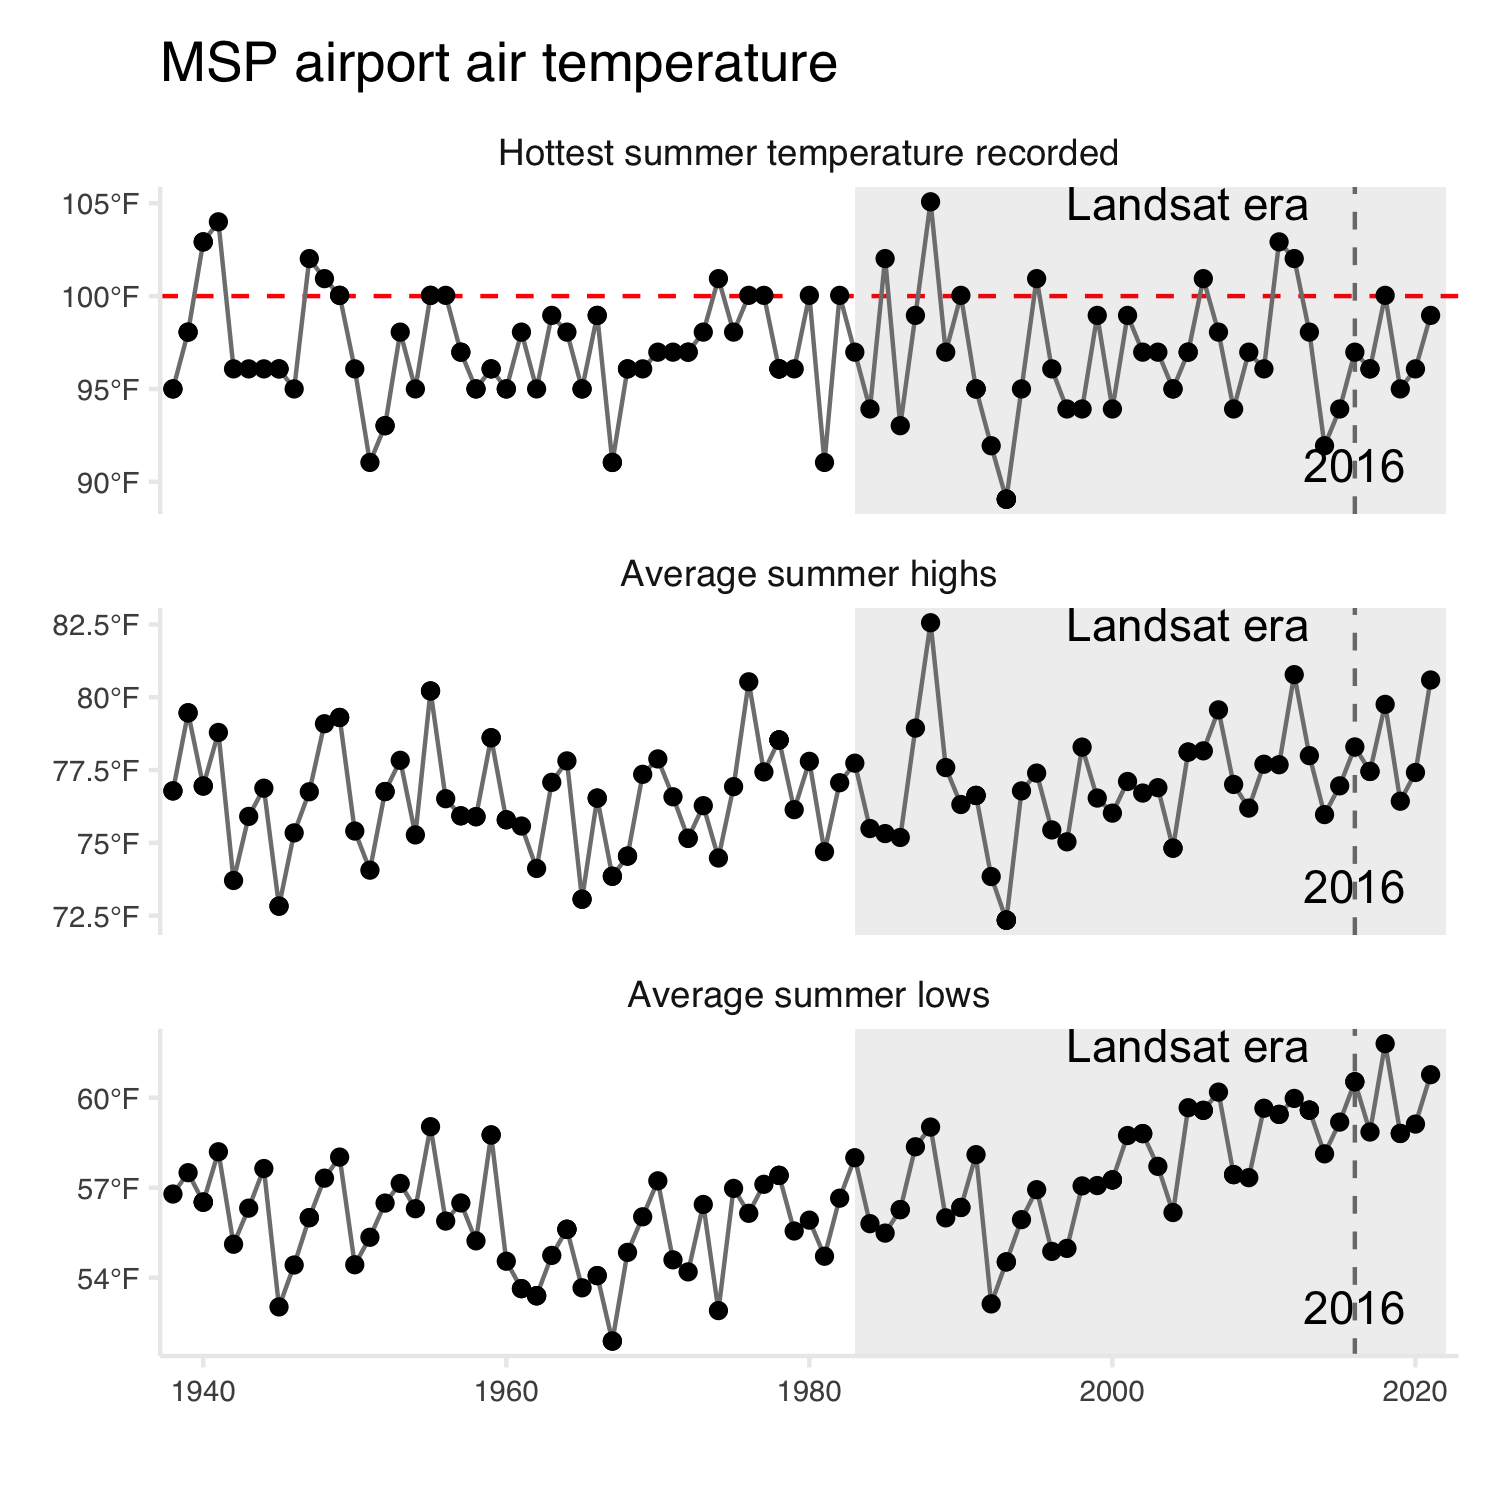 MSP airport air temperature
Hottest summer temperature recorded
105°F
Landsat era
100°F
95°F
90°F
2016
Average summer highs
82.5°F
Landsat era
80°F
77.5°F
75°F
72.5°F
2016
Average summer lows
Landsat era
60°F
57°F
54°F
2016
1940 1960 1980 2000 2020